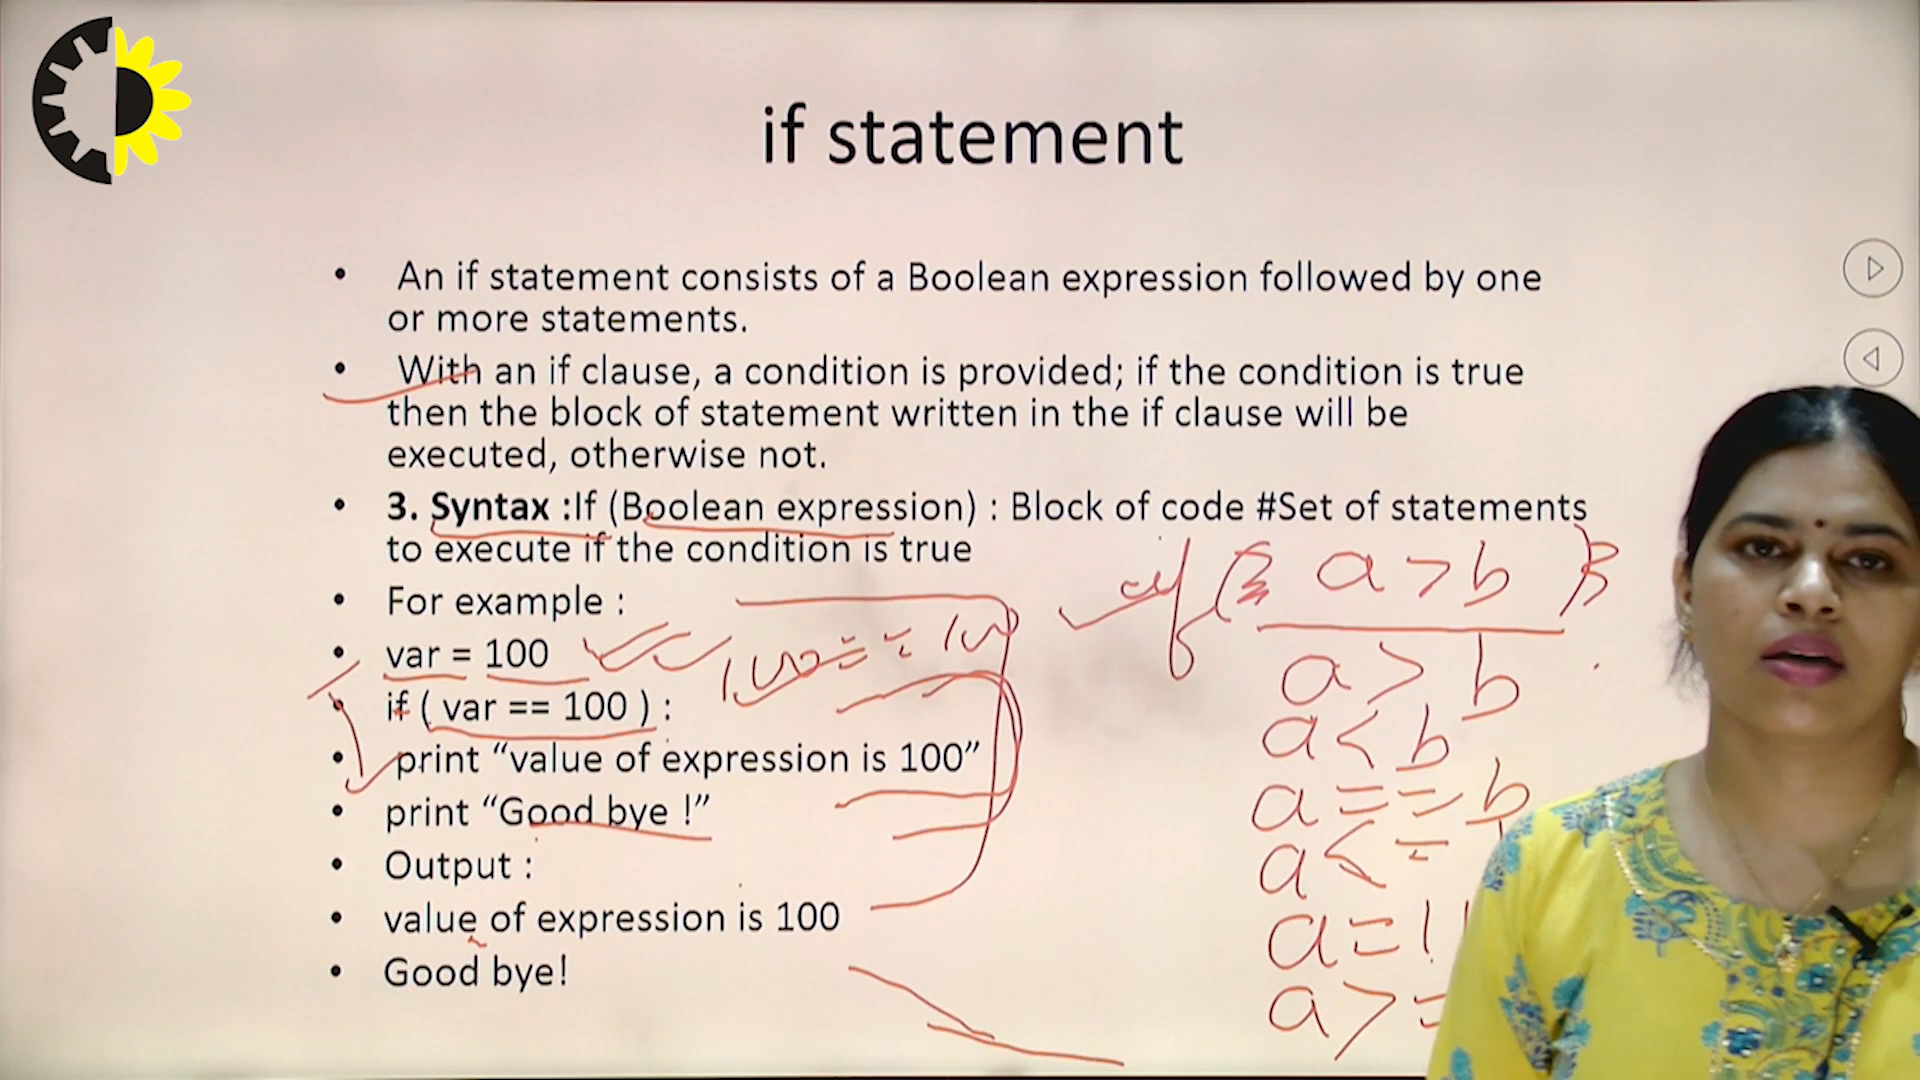 if statement
• An if statement consists of a Boolean expression followed by one
or more statements.
• With an if clause, a condition is provided; if the condition is true
then the block of statement written in the if clause will be
executed, otherwise not.
• 3. Syntax :If (Boolean expression) : Block of code #Set of statements
to execute if the condition is true
• For example :
• var = 100
• if ( var == 100 ) :
• print “value of expression is 100”
• print “Good bye !”
• Output :
• value of expression is 100
• Good bye!
100 == 100
if ( a > b )
a > b
a < b
a == b
a < =
a = !
a > =